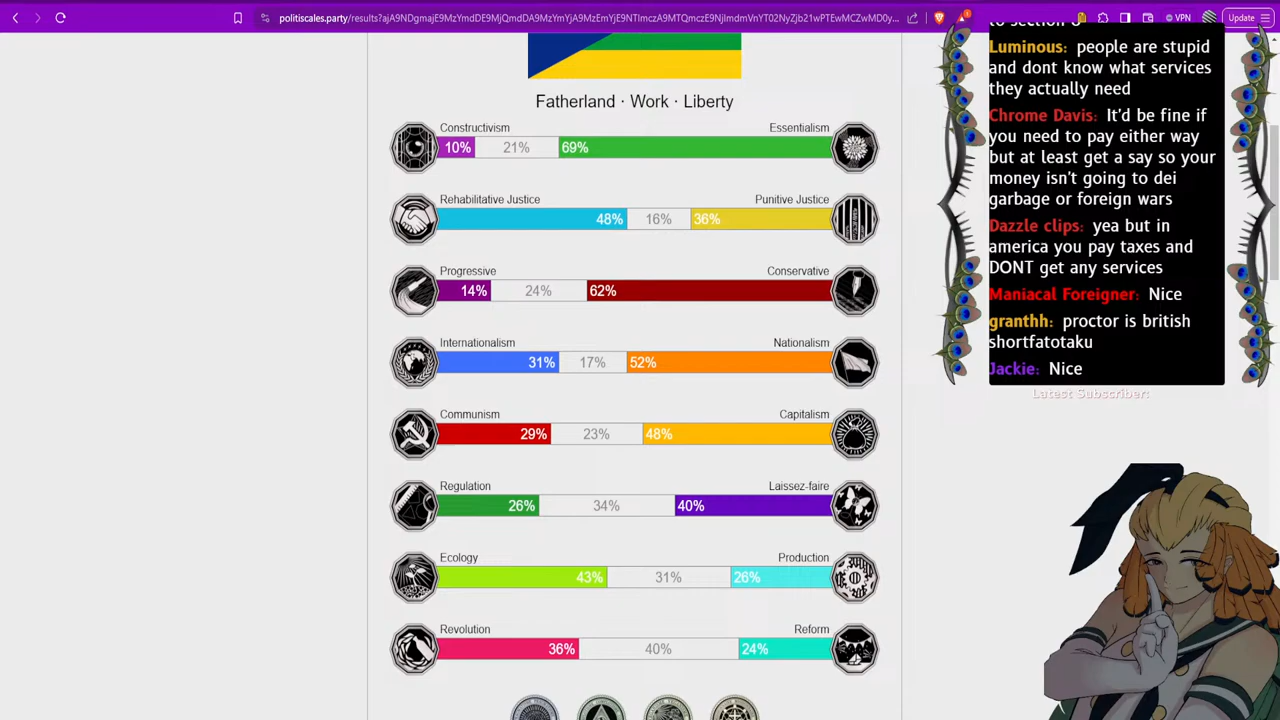 politiscales.party/results?ajA9NDgmajE9MzYmdDE9MjQmdDA9MzYmYjA9MzEmYjE9NTImczA9MTQmczE9NjImdmVnYT02NyZjb21wPTEwMCZwMD0y...
VPN
Update
Fatherland · Work · Liberty
Constructivism Essentialism
10% 21% 69%
Rehabilitative Justice Punitive Justice
48% 16% 36%
Progressive Conservative
14% 24% 62%
Internationalism Nationalism
31% 17% 52%
Communism Capitalism
29% 23% 48%
Regulation Laissez-faire
26% 34% 40%
Ecology Production
43% 31% 26%
Revolution Reform
36% 40% 24%
to section 8
Luminous: people are stupid
and dont know what services
they actually need
Chrome Davis: It'd be fine if
you need to pay either way
but at least get a say so your
money isn't going to dei
garbage or foreign wars
Dazzle clips: yea but in
america you pay taxes and
DONT get any services
Maniacal Foreigner: Nice
granthh: proctor is british
shortfatotaku
Jackie: Nice
Latest Subscriber: